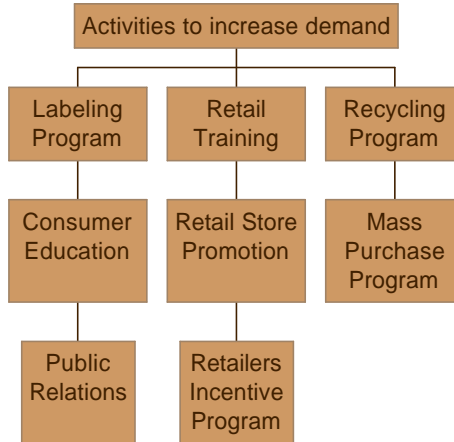 Activities to increase demand
Labeling
Program
Retail
Training
Recycling
Program
Consumer
Education
Retail Store
Promotion
Mass
Purchase
Program
Public
Relations
Retailers
Incentive
Program